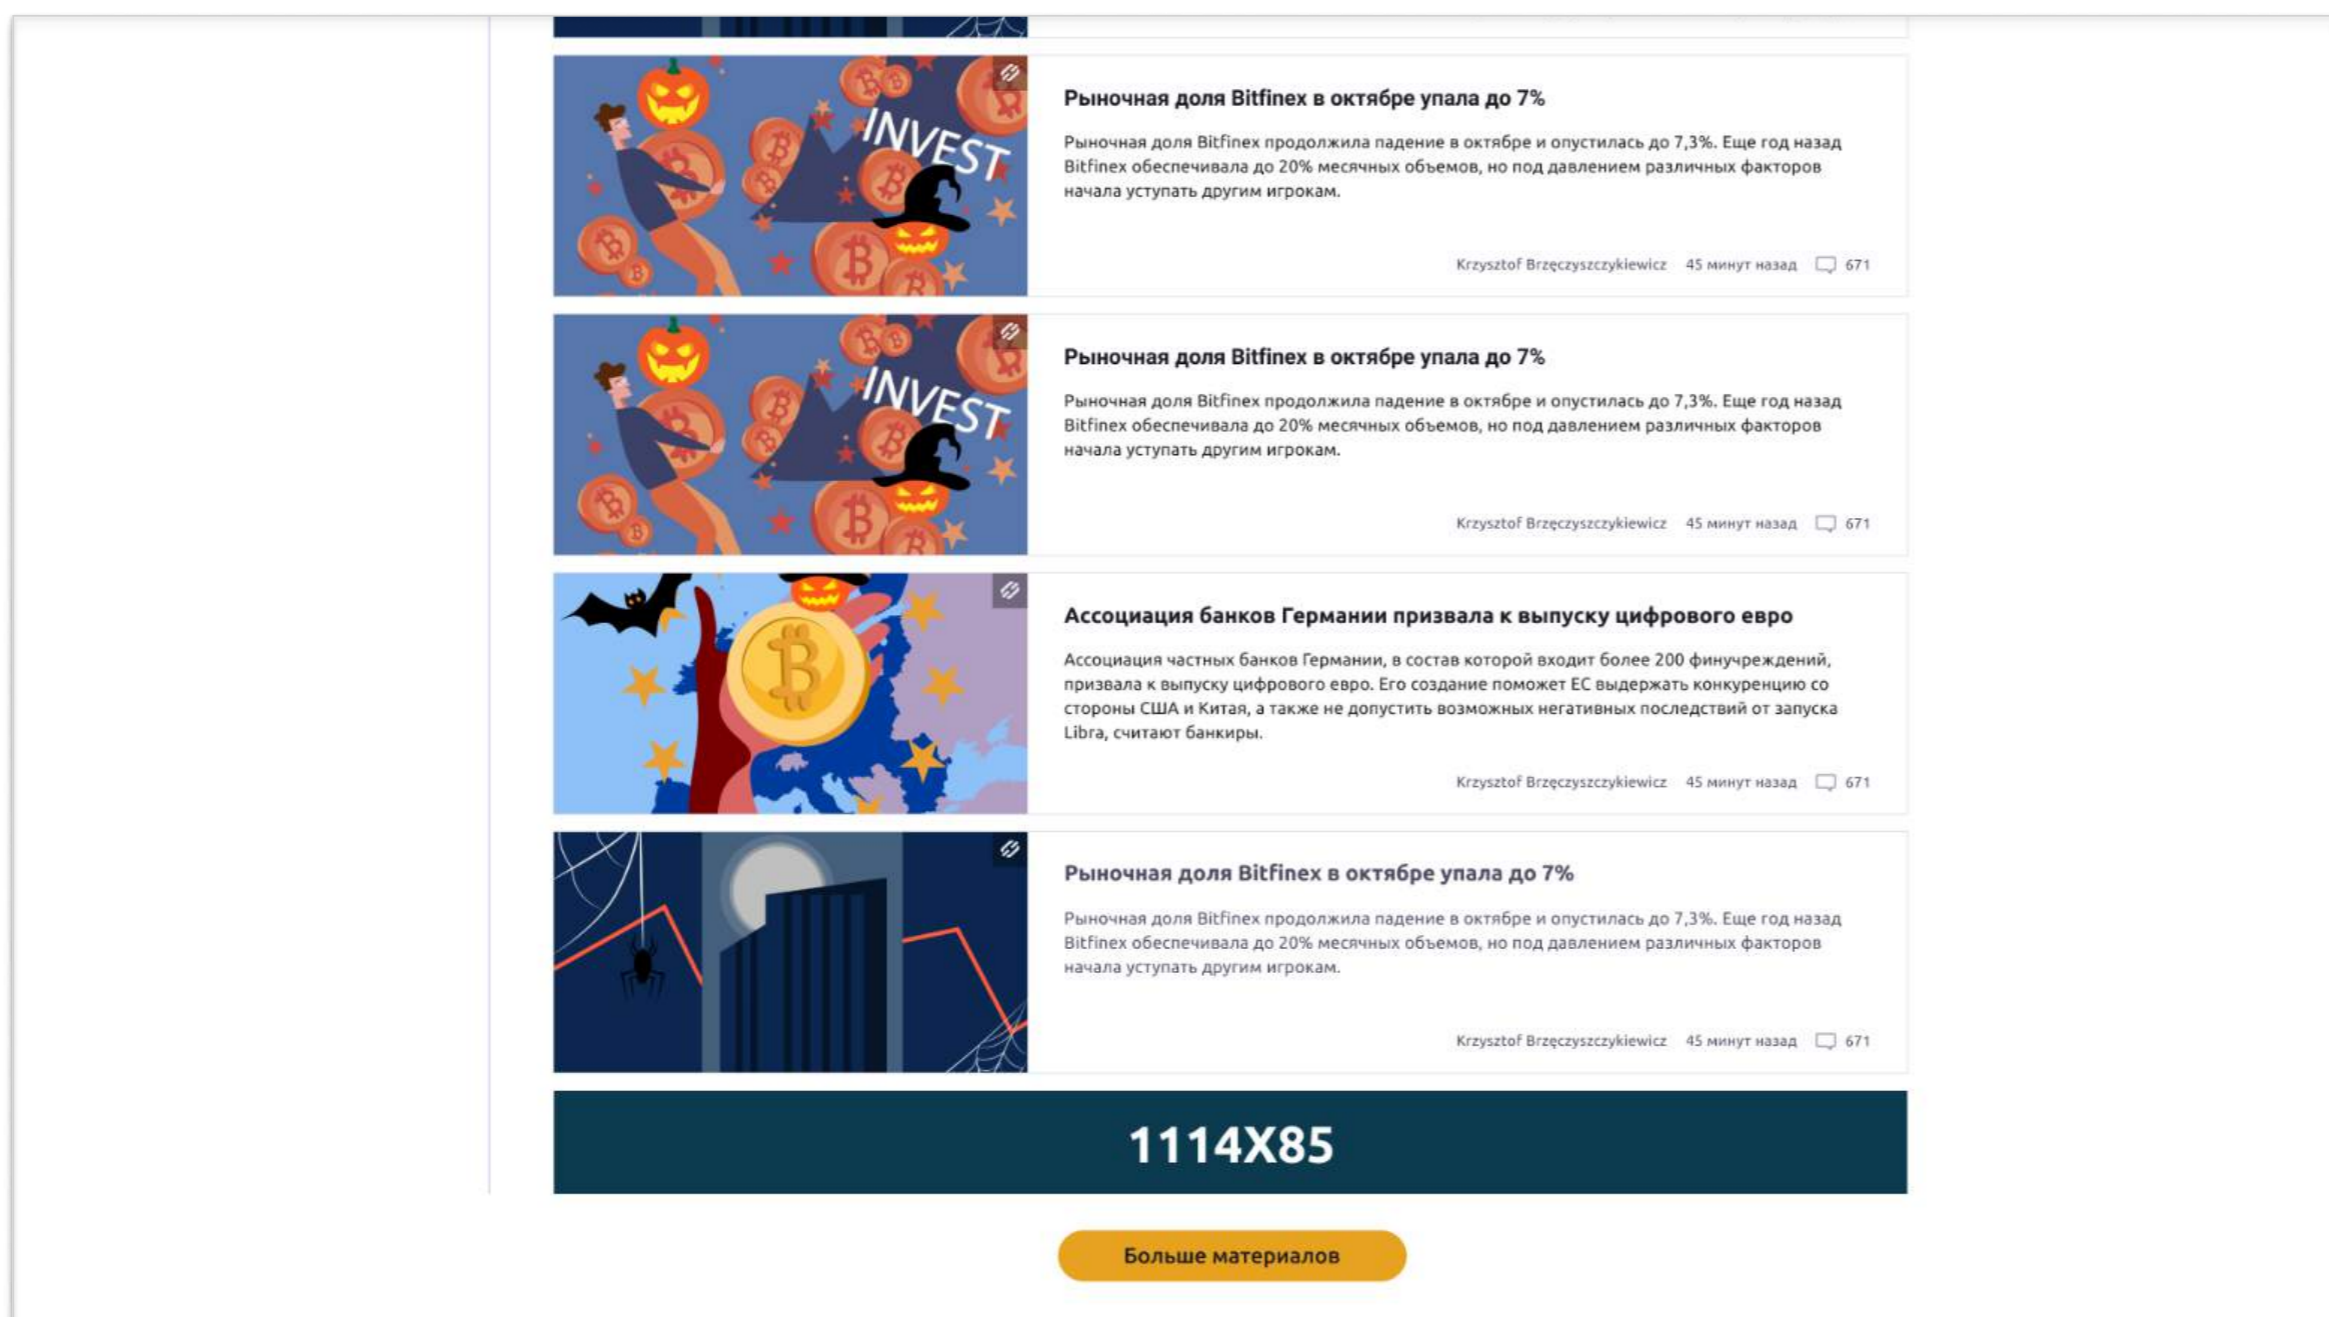 INVEST
Рыночная доля Bitfinex в октябре упала до 7%
Рыночная доля Bitfinex продолжила падение в октябре и опустилась до 7,3%. Еще год назад
Bitfinex обеспечивала до 20% месячных объемов, но под давлением различных факторов
начала уступать другим игрокам.
Krzysztof Brzęczyszczykiewicz 45 минут назад 671
INVEST
Рыночная доля Bitfinex в октябре упала до 7%
Рыночная доля Bitfinex продолжила падение в октябре и опустилась до 7,3%. Еще год назад
Bitfinex обеспечивала до 20% месячных объемов, но под давлением различных факторов
начала уступать другим игрокам.
Krzysztof Brzęczyszczykiewicz 45 минут назад 671
Ассоциация банков Германии призвала к выпуску цифрового евро
Ассоциация частных банков Германии, в состав которой входит более 200 финучреждений,
призвала к выпуску цифрового евро. Его создание поможет ЕС выдержать конкуренцию со
стороны США и Китая, а также не допустить возможных негативных последствий от запуска
Libra, считают банкиры.
Krzysztof Brzęczyszczykiewicz 45 минут назад 671
Рыночная доля Bitfinex в октябре упала до 7%
Рыночная доля Bitfinex продолжила падение в октябре и опустилась до 7,3%. Еще год назад
Bitfinex обеспечивала до 20% месячных объемов, но под давлением различных факторов
начала уступать другим игрокам.
Krzysztof Brzęczyszczykiewicz 45 минут назад 671
1114X85
Больше материалов